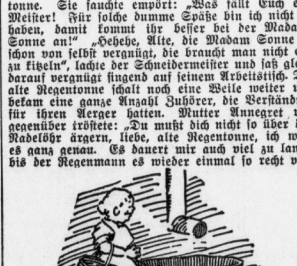 tonne. Sie fauchte empört: „Was fällt Euch
Meister! Für solche dumme Späße bin ich nicht
haben, damit kommt ihr besser bei der Mada
Sonne an!“ „Hehehe, Alte, die Madam Sonne
schon von selbst vergnügt, die braucht man nicht e
zu kitzeln“, lachte der Schneidermeister und saß gle
darauf vergnügt singend auf seinem Arbeitstisch.
alte Regentonne schalt noch eine Weile weiter u
bekam eine ganze Anzahl Zuhörer, die Verständ
für ihren Aerger hatten. Mutter Annegret v
gegenüber tröstete: „Du mußt dich nicht so über d
Nadelöhr ärgern, liebe, alte Regentonne, ich w
es ganz genau. Es dauert mir auch viel zu lan
bis der Regenmann es wieder einmal so recht v